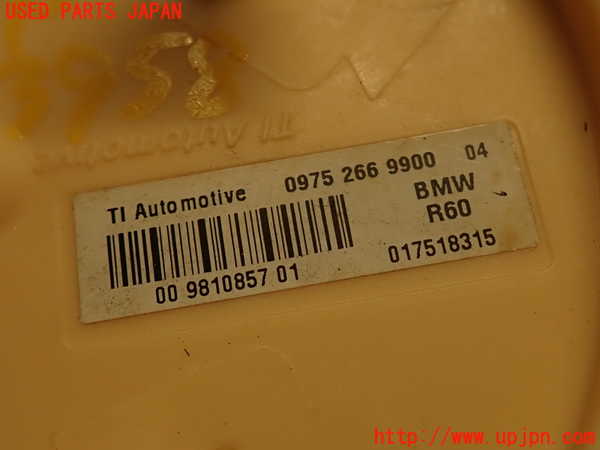 USED PARTS JAPAN
TI Automotive
TI Automotive 0975 266 9900 04
BMW
R60
00 9810857 01
017518315
http://www.upjpn.com/